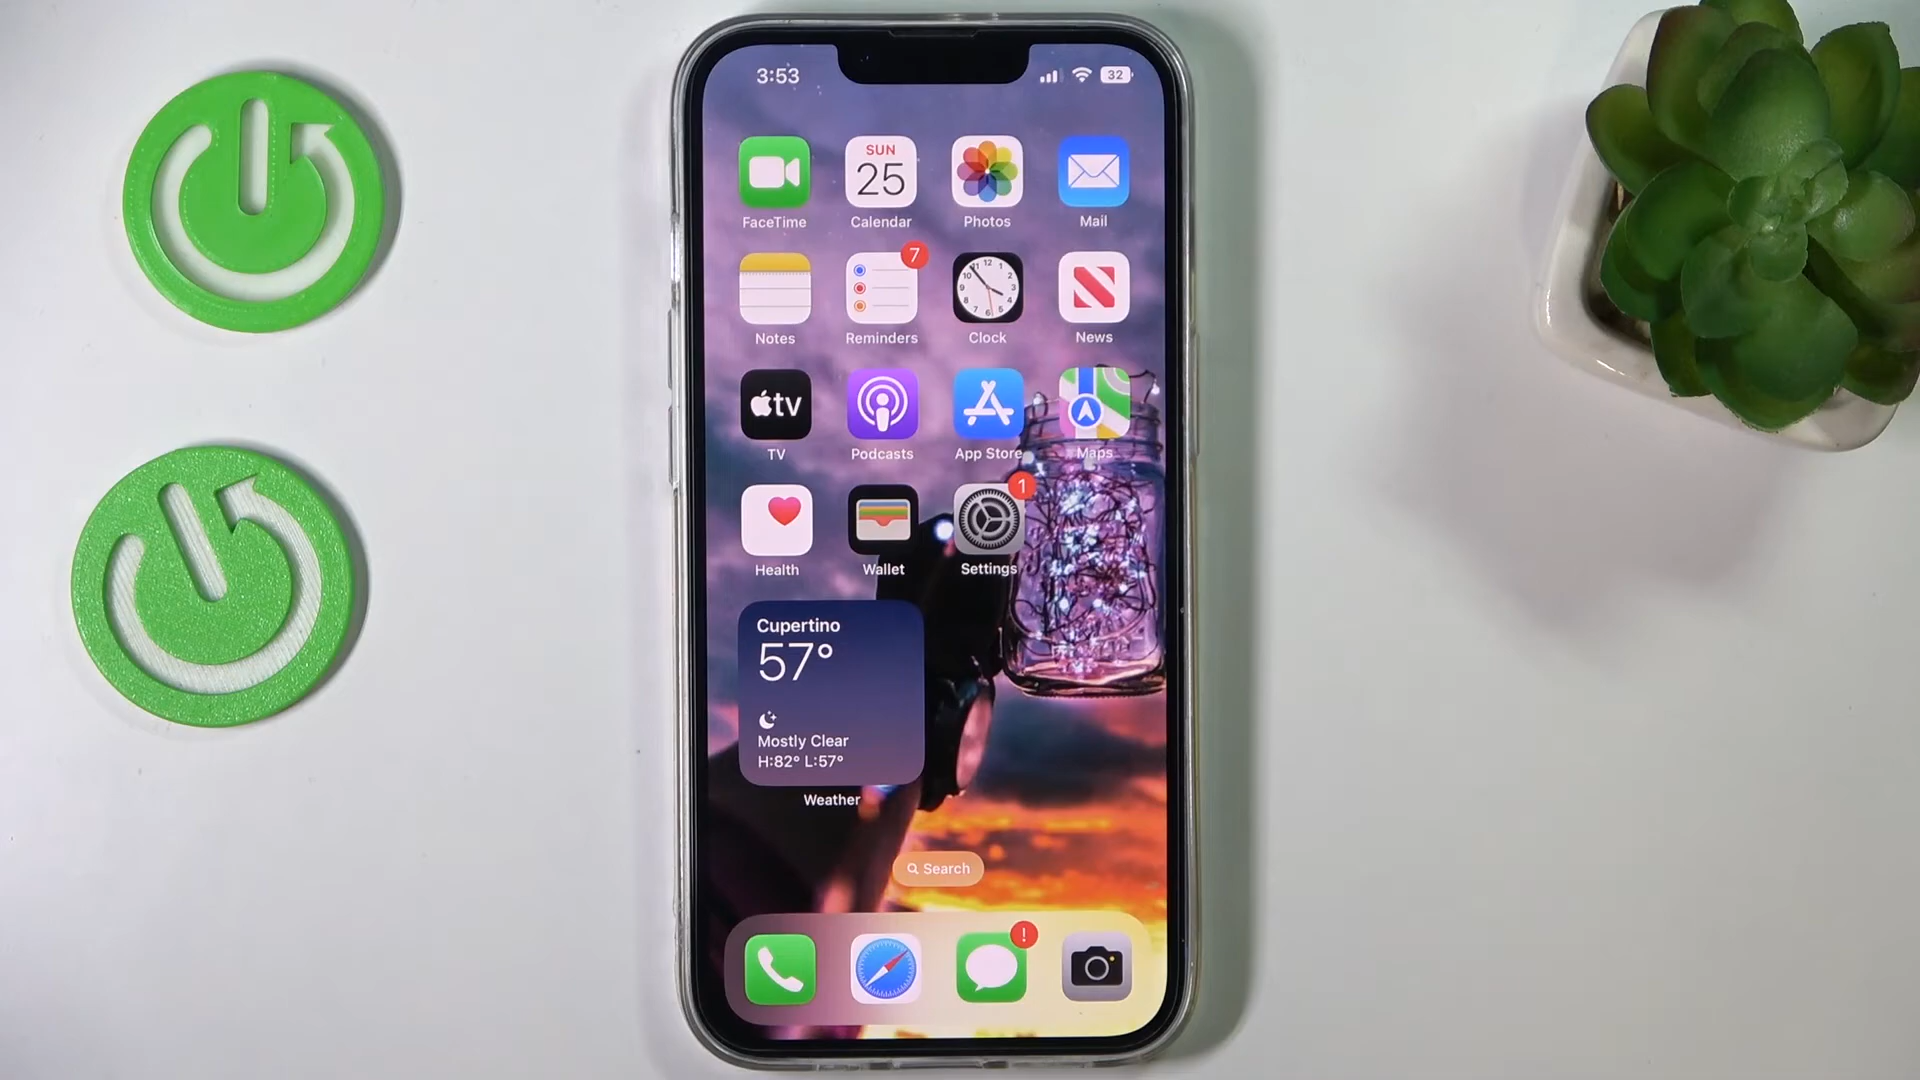 3:53
32
SUN
25
FaceTime
Calendar
Photos
Mail
7
12
Notes
Reminders
Clock
News
tv
TV
Podcasts
App Store
Maps
1
Health
Wallet
Settings
Cupertino
57°
Mostly Clear
H:82° L:57°
Weather
Search
!